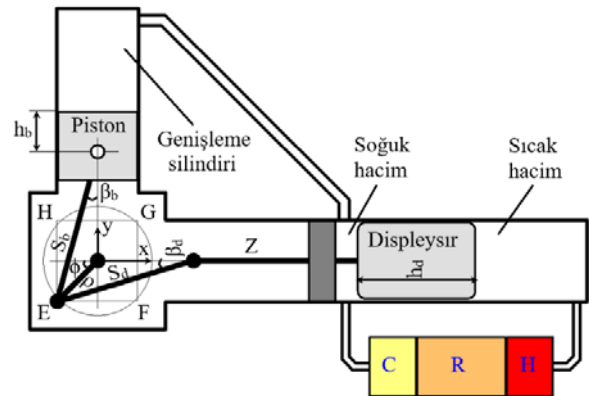 h_b
Piston
Genişleme
silindiri
Soğuk
hacim
Sıcak
hacim
β_b
H
G
S_b
y
x
β_d
Z
Displeysır
ϕ
S_d
ρ
h_d
E
F
C
R
H